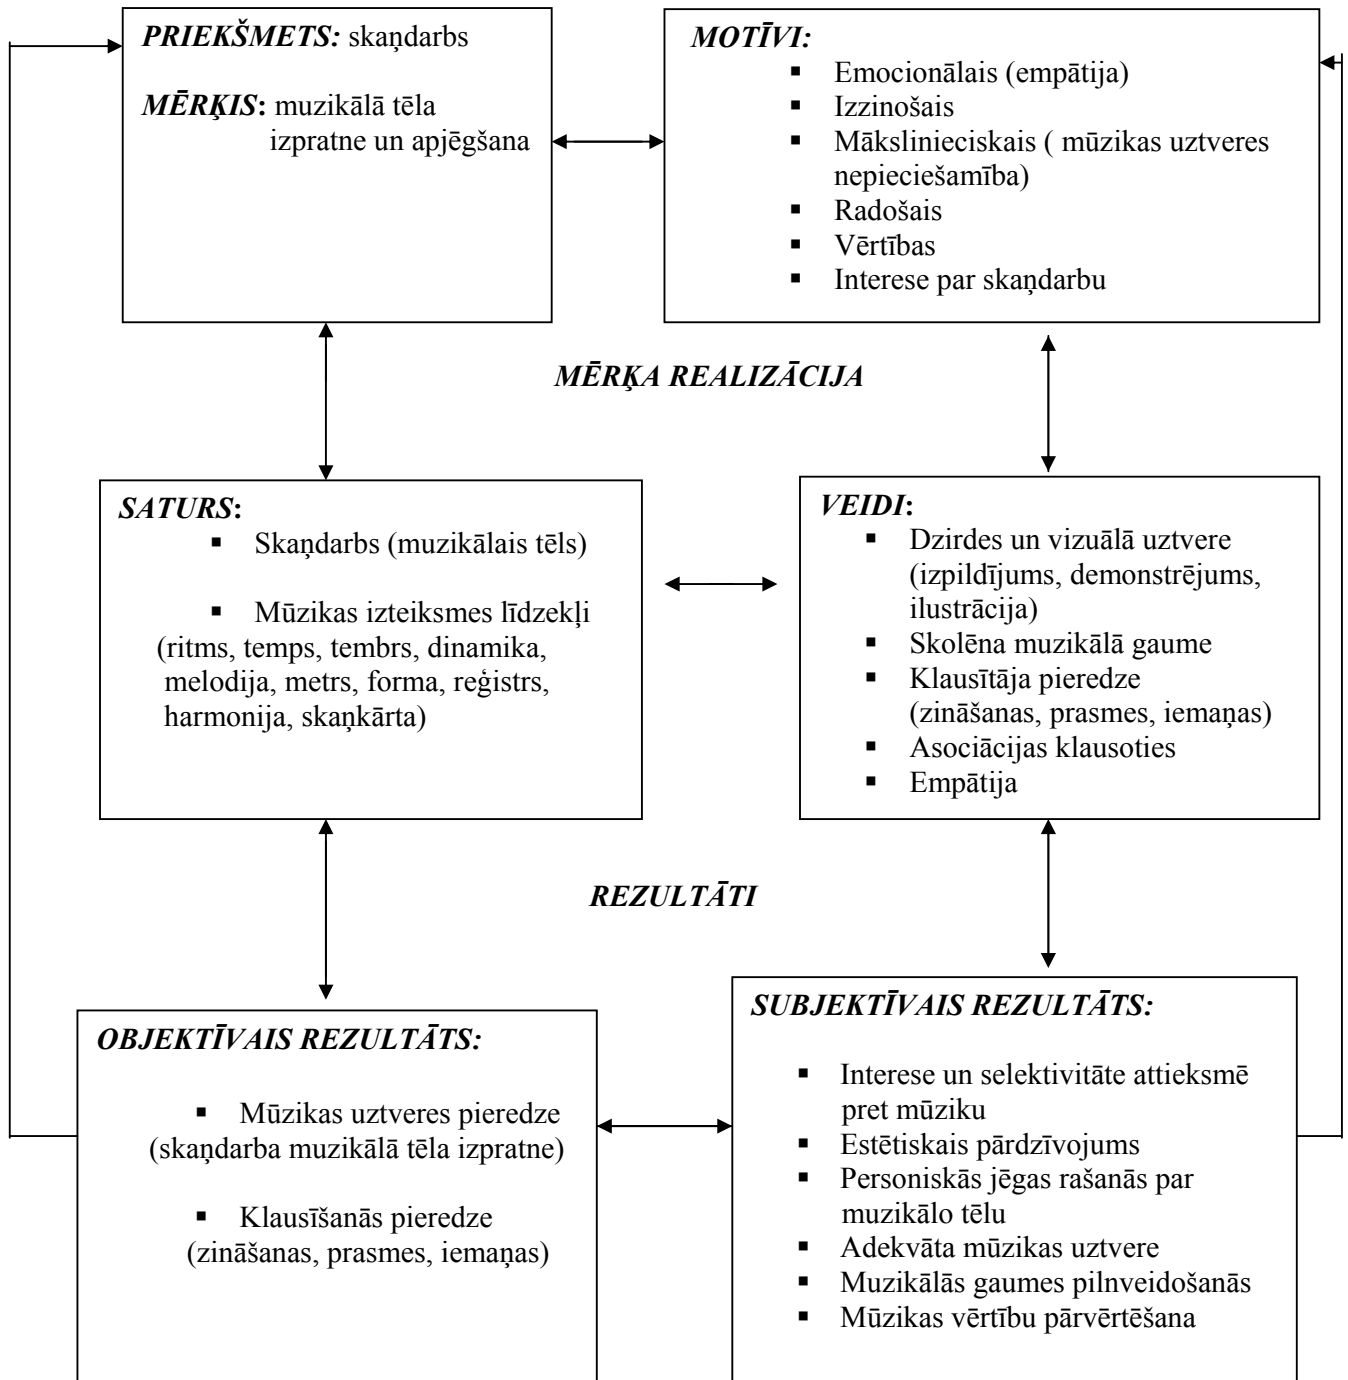 PRIEKŠMETS: skaņdarbs
MĒRĶIS: muzikālā tēla
izpratne un apjēgšana
MOTĪVI:
▪ Emocionālais (empātija)
▪ Izzinošais
▪ Mākslinieciskais ( mūzikas uztveres
nepieciešamība)
▪ Radošais
▪ Vērtības
▪ Interese par skaņdarbu
MĒRĶA REALIZĀCIJA
SATURS:
▪ Skaņdarbs (muzikālais tēls)
▪ Mūzikas izteiksmes līdzekļi
(ritms, temps, tembrs, dinamika,
melodija, metrs, forma, reģistrs,
harmonija, skaņkārta)
VEIDI:
▪ Dzirdes un vizuālā uztvere
(izpildījums, demonstrējums,
ilustrācija)
▪ Skolēna muzikālā gaume
▪ Klausītāja pieredze
(zināšanas, prasmes, iemaņas)
▪ Asociācijas klausoties
▪ Empātija
REZULTĀTI
OBJEKTĪVAIS REZULTĀTS:
▪ Mūzikas uztveres pieredze
(skaņdarba muzikālā tēla izpratne)
▪ Klausīšanās pieredze
(zināšanas, prasmes, iemaņas)
SUBJEKTĪVAIS REZULTĀTS:
▪ Interese un selektivitāte attieksmē
pret mūziku
▪ Estētiskais pārdzīvojums
▪ Personiskās jēgas rašanās par
muzikālo tēlu
▪ Adekvāta mūzikas uztvere
▪ Muzikālās gaumes pilnveidošanās
▪ Mūzikas vērtību pārvērtēšana